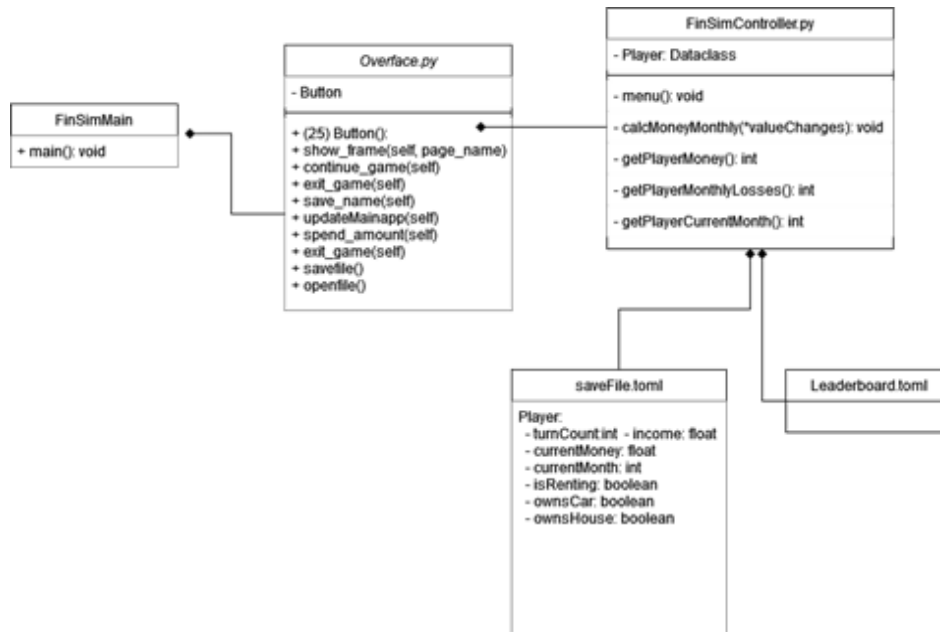 FinSimMain
+ main(): void
Overface.py
- Button
+ (25) Button():
+ show_frame(self, page_name)
+ continue_game(self)
+ exit_game(self)
+ save_name(self)
+ updateMainapp(self)
+ spend_amount(self)
+ exit_game(self)
+ savefile()
+ openfile()
FinSimController.py
- Player: Dataclass
- menu(): void
- calcMoneyMonthly(*valueChanges): void
- getPlayerMoney(): int
- getPlayerMonthlyLosses(): int
- getPlayerCurrentMonth(): int
saveFile.toml
Player:
- turnCount:int - income: float
- currentMoney: float
- currentMonth: int
- isRenting: boolean
- ownsCar: boolean
- ownsHouse: boolean
Leaderboard.toml